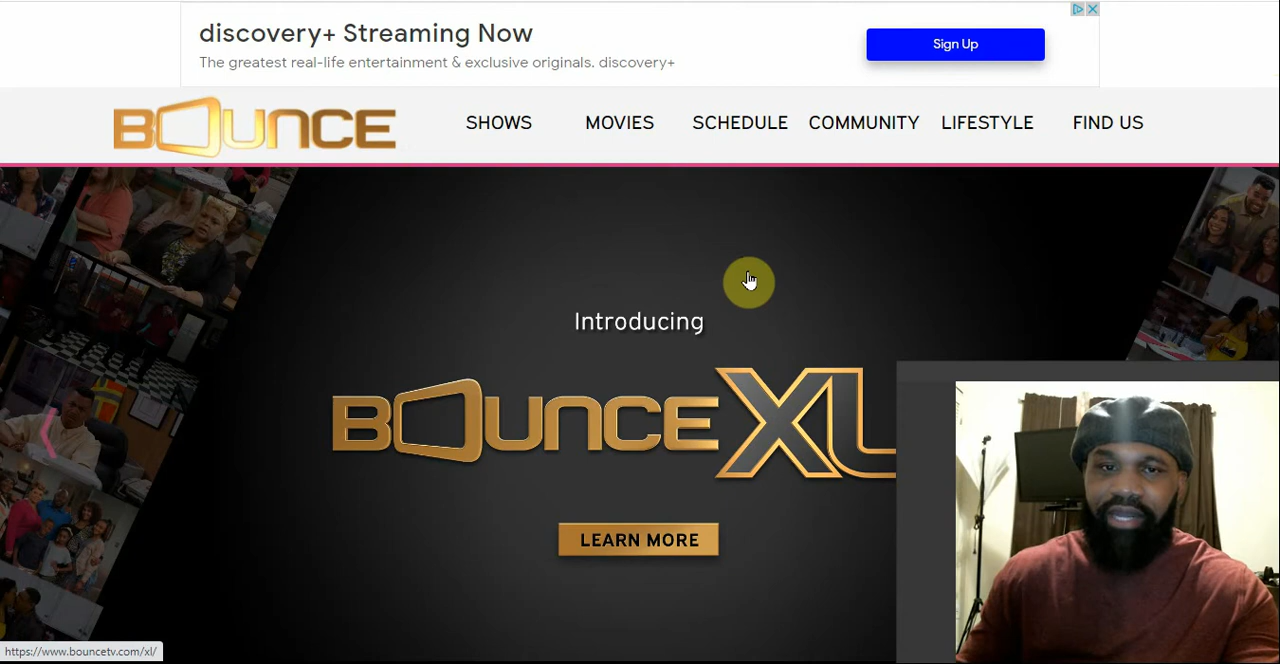 discovery+ Streaming Now
The greatest real-life entertainment & exclusive originals. discovery+
Sign Up
BOUNCE
SHOWS MOVIES SCHEDULE COMMUNITY LIFESTYLE FIND US
Introducing
BOUNCE XL
LEARN MORE
https://www.bouncetv.com/xl/